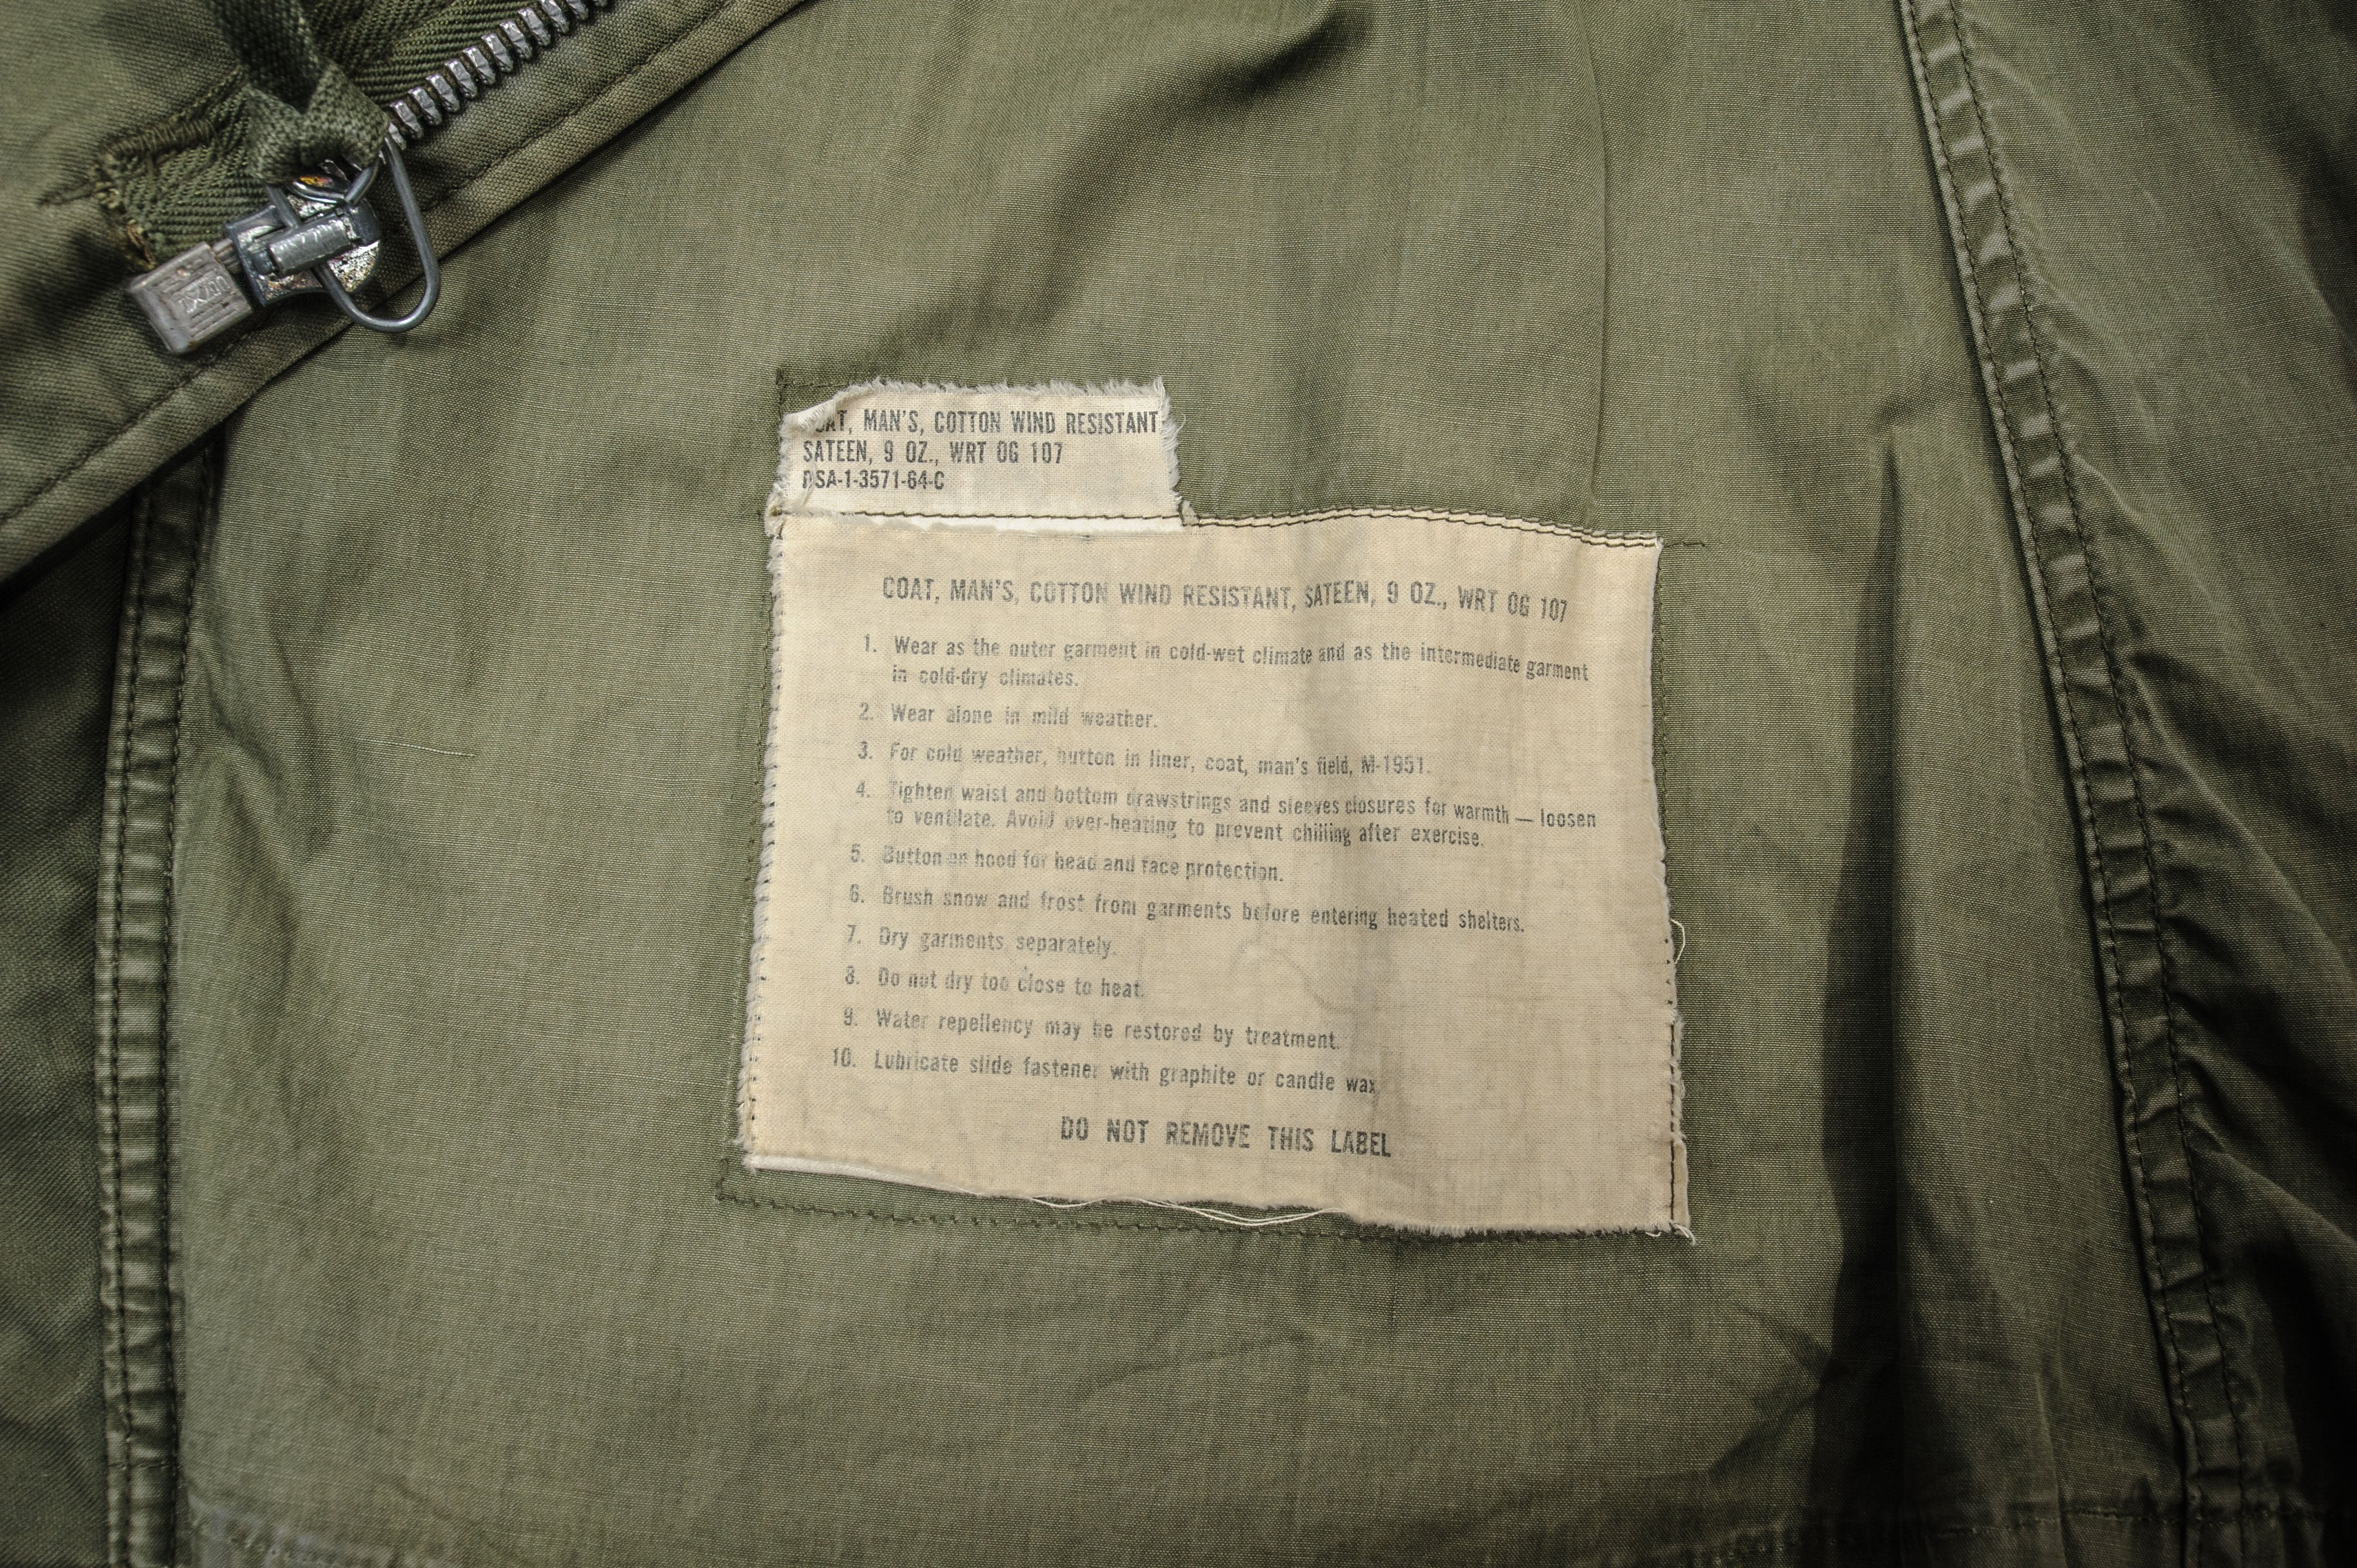 AT, MAN'S, COTTON WIND RESISTANT
SATEEN, 9 OZ., WRT OG 107
DSA-1-3571-64-C
COAT, MAN'S, COTTON WIND RESISTANT, SATEEN, 9 OZ., WRT OG 107
1. Wear as the outer garment in cold-wet climate and as the intermediate garment
in cold-dry climates.
2. Wear alone in mild weather.
3. For cold weather, button in liner, coat, man's field, M-1951.
4. Tighten waist and bottom drawstrings and sleeves closures for warmth — loosen
to ventilate. Avoid over-heating to prevent chilling after exercise.
5. Button on hood for head and face protection.
6. Brush snow and frost from garments before entering heated shelters.
7. Dry garments separately.
8. Do not dry too close to heat.
9. Water repellency may be restored by treatment.
10. Lubricate slide fastener with graphite or candle wax
DO NOT REMOVE THIS LABEL